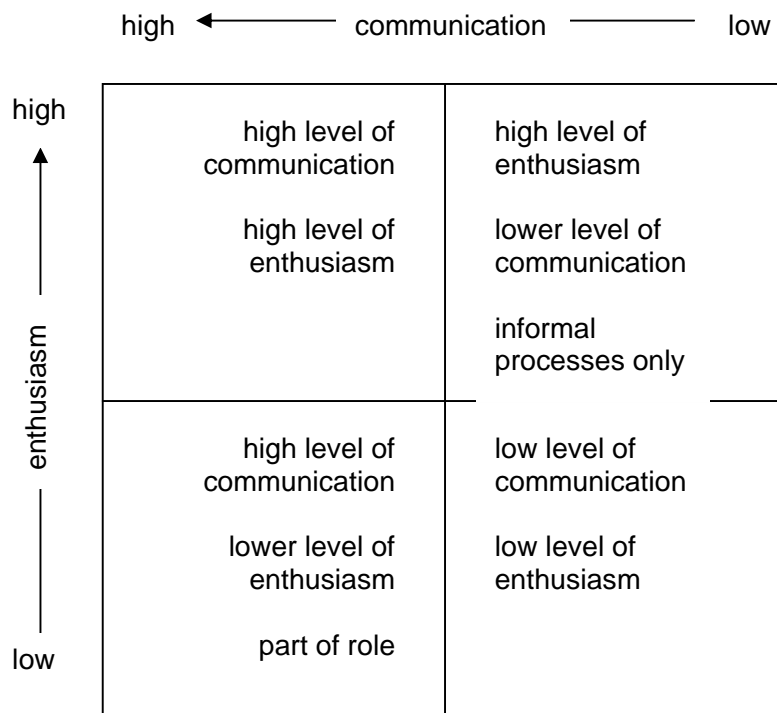 high communication low
high
high level of
communication
high level of
enthusiasm
high level of
enthusiasm
lower level of
communication
informal
processes only
enthusiasm
high level of
communication
lower level of
enthusiasm
part of role
low level of
communication
low level of
enthusiasm
low